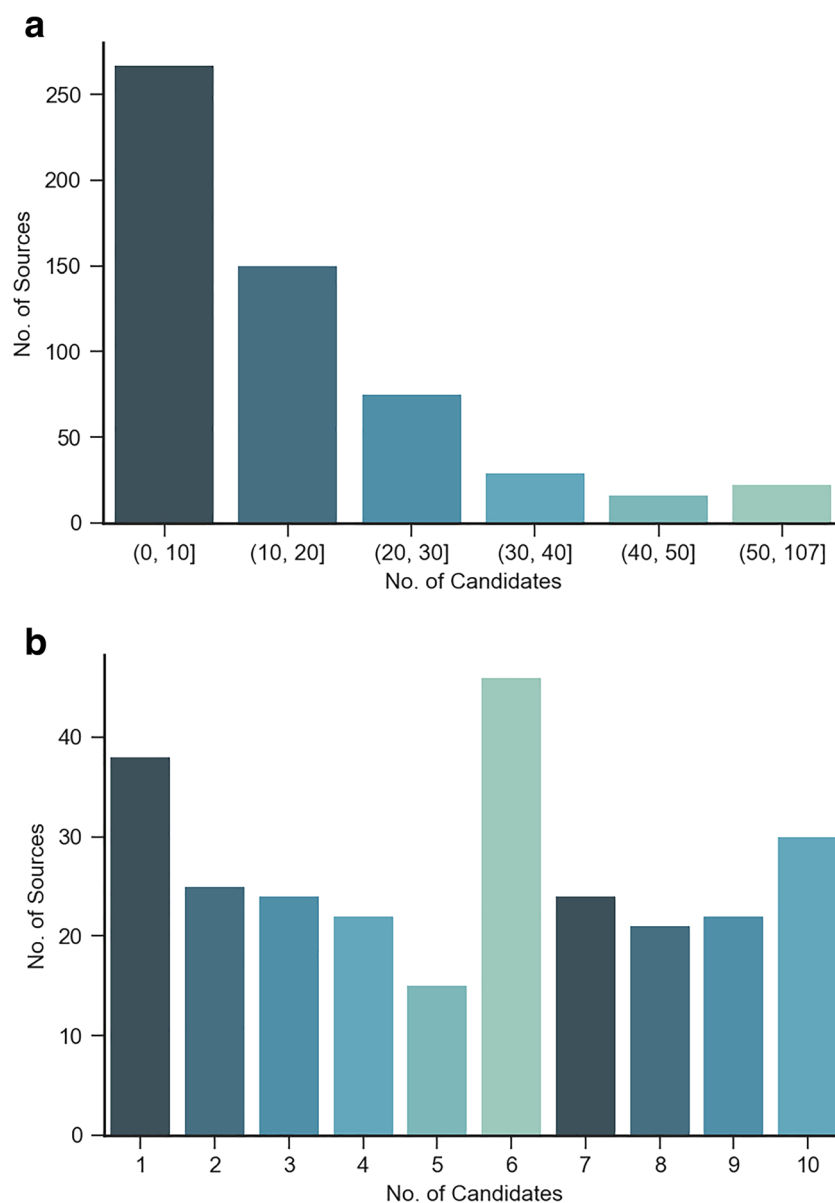 a
250
200
150
100
50
0
No. of Sources
(0, 10] (10, 20] (20, 30] (30, 40] (40, 50] (50, 107]
No. of Candidates
b
40
30
20
10
0
No. of Sources
1 2 3 4 5 6 7 8 9 10
No. of Candidates